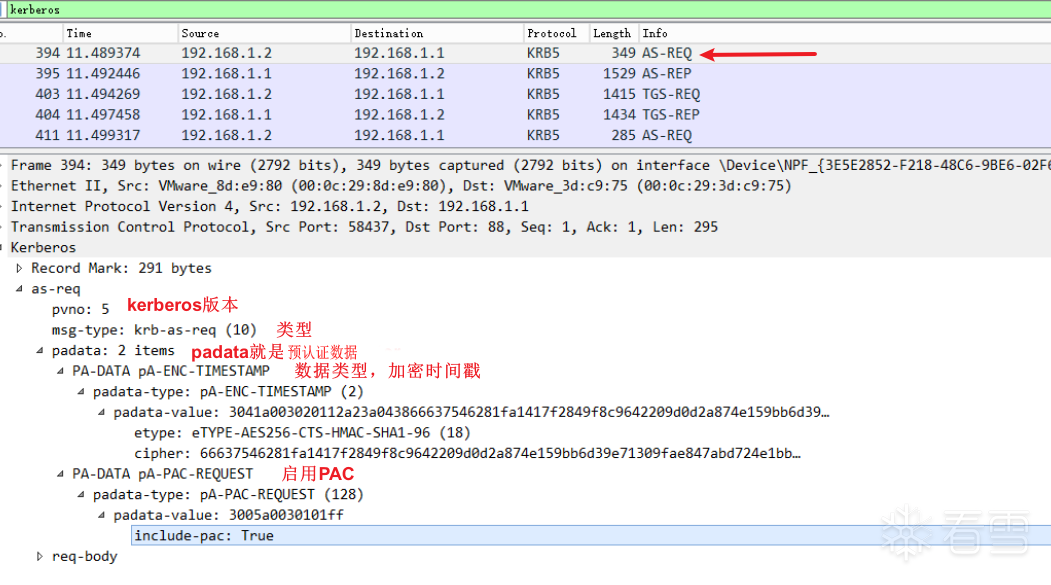 kerberos
o. Time Source Destination Protocol Length Info
394 11.489374 192.168.1.2 192.168.1.1 KRB5 349 AS-REQ
395 11.492446 192.168.1.1 192.168.1.2 KRB5 1529 AS-REP
403 11.494269 192.168.1.2 192.168.1.1 KRB5 1415 TGS-REQ
404 11.497458 192.168.1.1 192.168.1.2 KRB5 1434 TGS-REP
411 11.499317 192.168.1.2 192.168.1.1 KRB5 285 AS-REQ
Frame 394: 349 bytes on wire (2792 bits), 349 bytes captured (2792 bits) on interface \Device\NPF_{3E5E2852-F218-48C6-9BE6-02F6
Ethernet II, Src: VMware_8d:e9:80 (00:0c:29:8d:e9:80), Dst: VMware_3d:c9:75 (00:0c:29:3d:c9:75)
Internet Protocol Version 4, Src: 192.168.1.2, Dst: 192.168.1.1
Transmission Control Protocol, Src Port: 58437, Dst Port: 88, Seq: 1, Ack: 1, Len: 295
Kerberos
Record Mark: 291 bytes
as-req
pvno: 5 kerberos版本
msg-type: krb-as-req (10) 类型
padata: 2 items padata就是预认证数据
PA-DATA pA-ENC-TIMESTAMP 数据类型，加密时间戳
padata-type: pA-ENC-TIMESTAMP (2)
padata-value: 3041a003020112a23a043866637546281fa1417f2849f8c9642209d0d2a874e159bb6d39…
etype: eTYPE-AES256-CTS-HMAC-SHA1-96 (18)
cipher: 66637546281fa1417f2849f8c9642209d0d2a874e159bb6d39e71309fae847abd724e1bb…
PA-DATA pA-PAC-REQUEST 启用PAC
padata-type: pA-PAC-REQUEST (128)
padata-value: 3005a0030101ff
include-pac: True
req-body
看雪